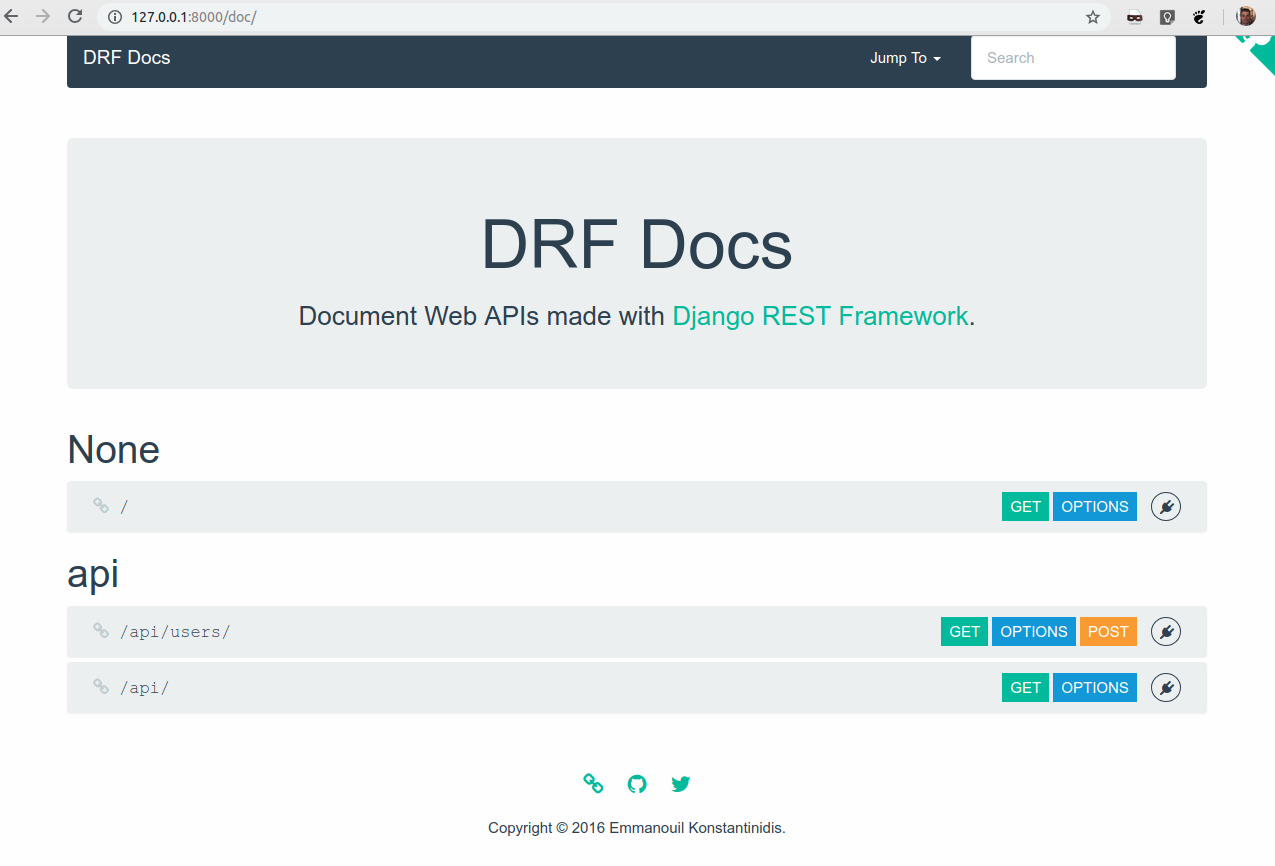 127.0.0.1:8000/doc/
DRF Docs Jump To Search
DRF Docs
Document Web APIs made with Django REST Framework.
None
/ GET OPTIONS
api
/api/users/ GET OPTIONS POST
/api/ GET OPTIONS
Copyright © 2016 Emmanouil Konstantinidis.